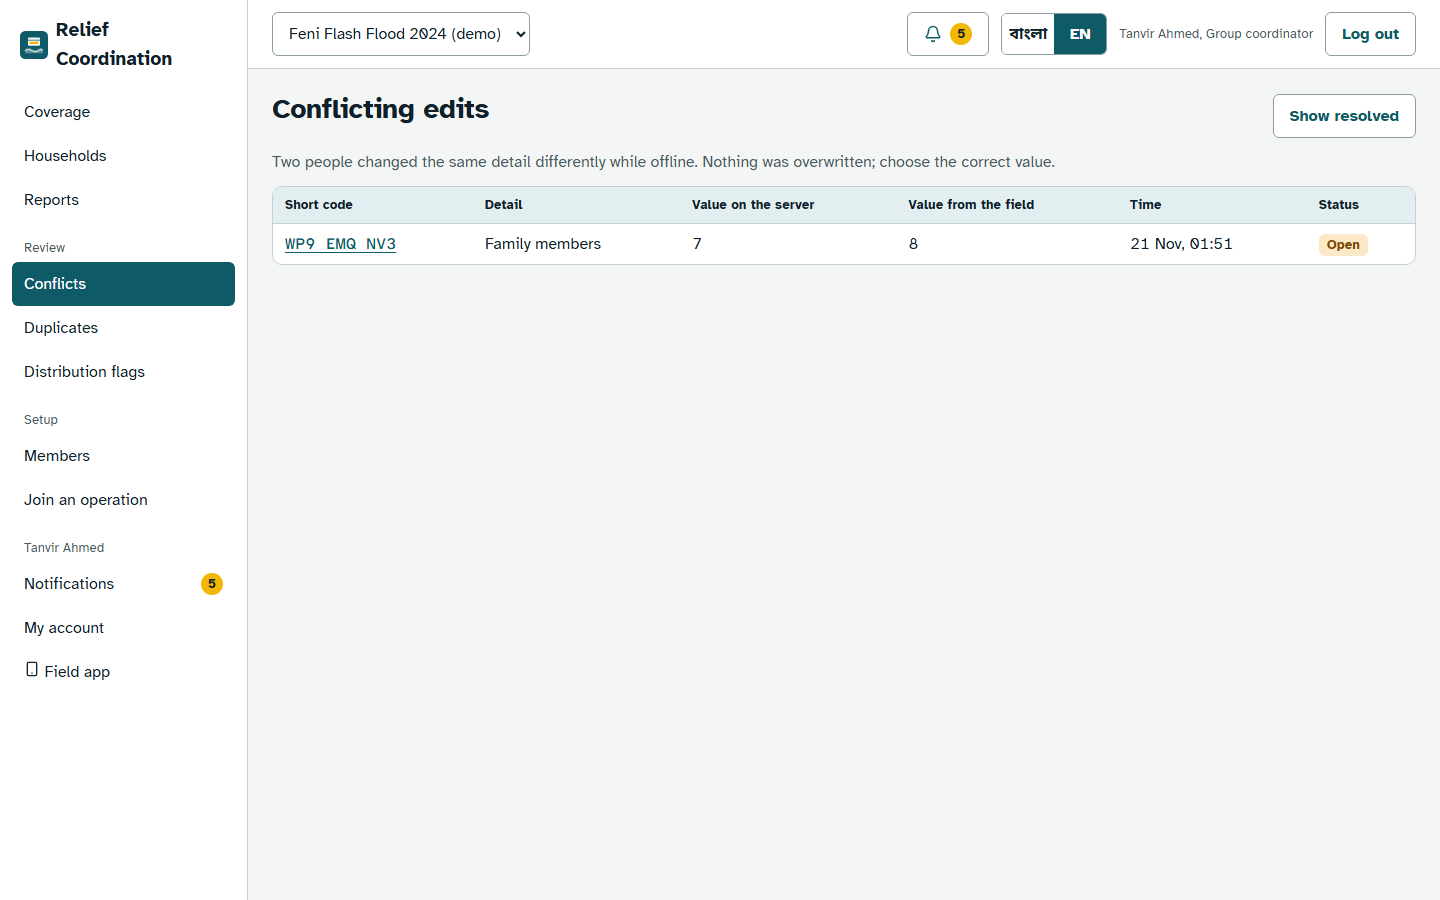 Relief
Coordination
Coverage
Households
Reports
Review
Conflicts
Duplicates
Distribution flags
Setup
Members
Join an operation
Tanvir Ahmed
Notifications 5
My account
Field app
Feni Flash Flood 2024 (demo) 5 বাংলা EN Tanvir Ahmed, Group coordinator Log out
Conflicting edits Show resolved
Two people changed the same detail differently while offline. Nothing was overwritten; choose the correct value.
Short code Detail Value on the server Value from the field Time Status
WP9 EMQ NV3 Family members 7 8 21 Nov, 01:51 Open